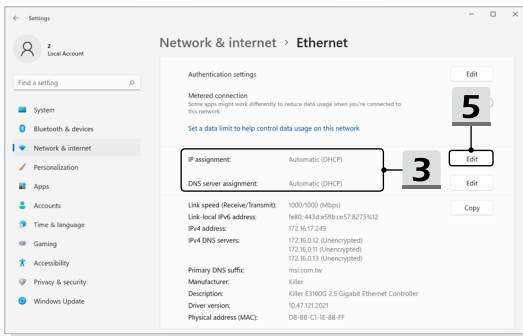 Settings
z
Local Account
Find a setting
System
Bluetooth & devices
Network & internet
Personalization
Apps
Accounts
Time & language
Gaming
Accessibility
Privacy & security
Windows Update
Network & internet > Ethernet
Authentication settings Edit
Metered connection
Some apps might work differently to reduce data usage when you're connected to
this network
5
Set a data limit to help control data usage on this network
IP assignment: Automatic (DHCP) Edit
3
DNS server assignment: Automatic (DHCP) Edit
Link speed (Receive/Transmit): 1000/1000 (Mbps) Copy
Link-local IPv6 address: fe80::443d:e59b:ce57:8275%12
IPv4 address: 172.16.17.249
IPv4 DNS servers: 172.16.0.12 (Unencrypted)
172.16.0.11 (Unencrypted)
172.16.0.13 (Unencrypted)
Primary DNS suffix: msi.com.tw
Manufacturer: Killer
Description: Killer E3100G 2.5 Gigabit Ethernet Controller
Driver version: 10.47.121.2021
Physical address (MAC): D8-BB-C1-1E-8B-FF